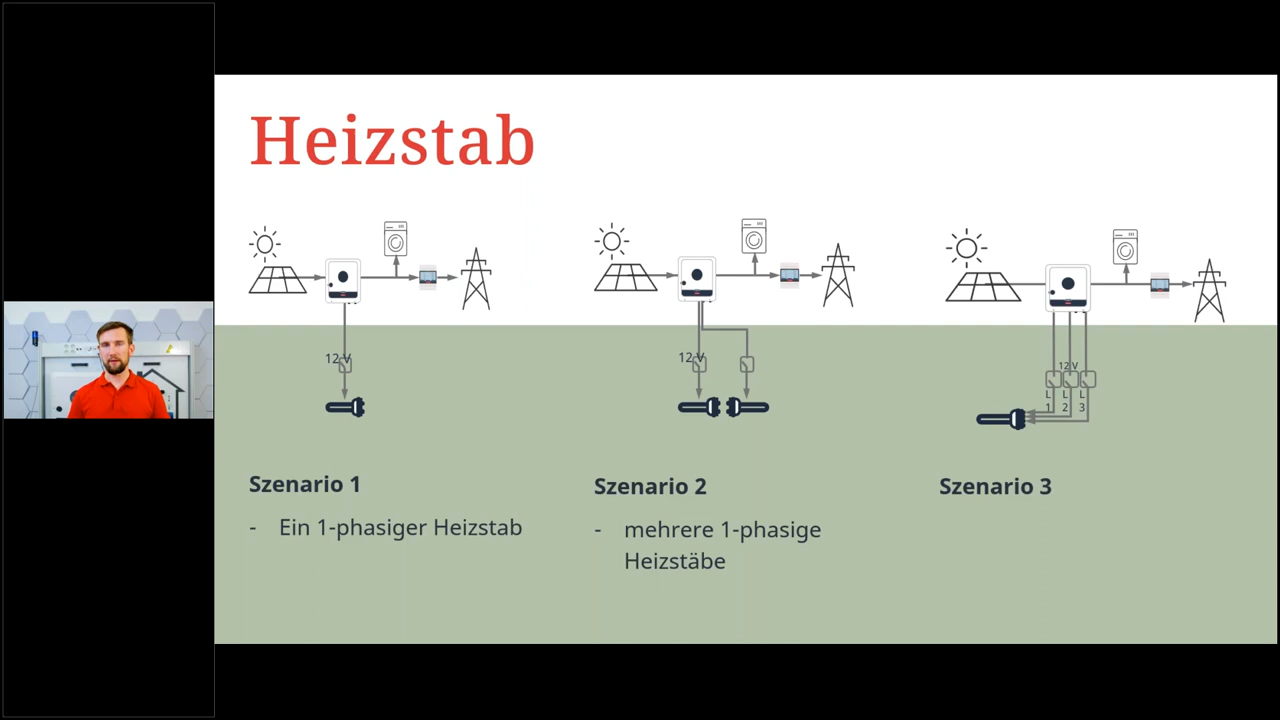 Heizstab
12 V
12 V
12 V
L L L
1 2 3
Szenario 1
- Ein 1-phasiger Heizstab
Szenario 2
- mehrere 1-phasige
Heizstäbe
Szenario 3